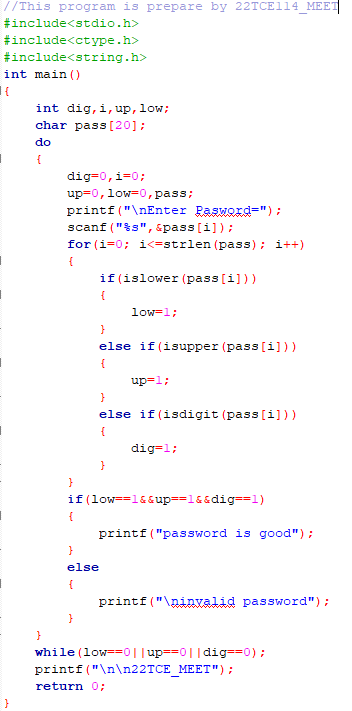 //This program is prepare by 22TCE114_MEET
#include<stdio.h>
#include<ctype.h>
#include<string.h>
int main()
{
    int dig,i,up,low;
    char pass[20];
    do
    {
        dig=0,i=0;
        up=0,low=0,pass;
        printf("\nEnter Pasword=");
        scanf("%s",&pass[i]);
        for(i=0; i<=strlen(pass); i++)
        {
            if(islower(pass[i]))
            {
                low=1;
            }
            else if(isupper(pass[i]))
            {
                up=1;
            }
            else if(isdigit(pass[i]))
            {
                dig=1;
            }
        }
        if(low==1&&up==1&&dig==1)
        {
            printf("password is good");
        }
        else
        {
            printf("\ninvalid password");
        }
    }
    while(low==0||up==0||dig==0);
    printf("\n\n22TCE_MEET");
    return 0;
}